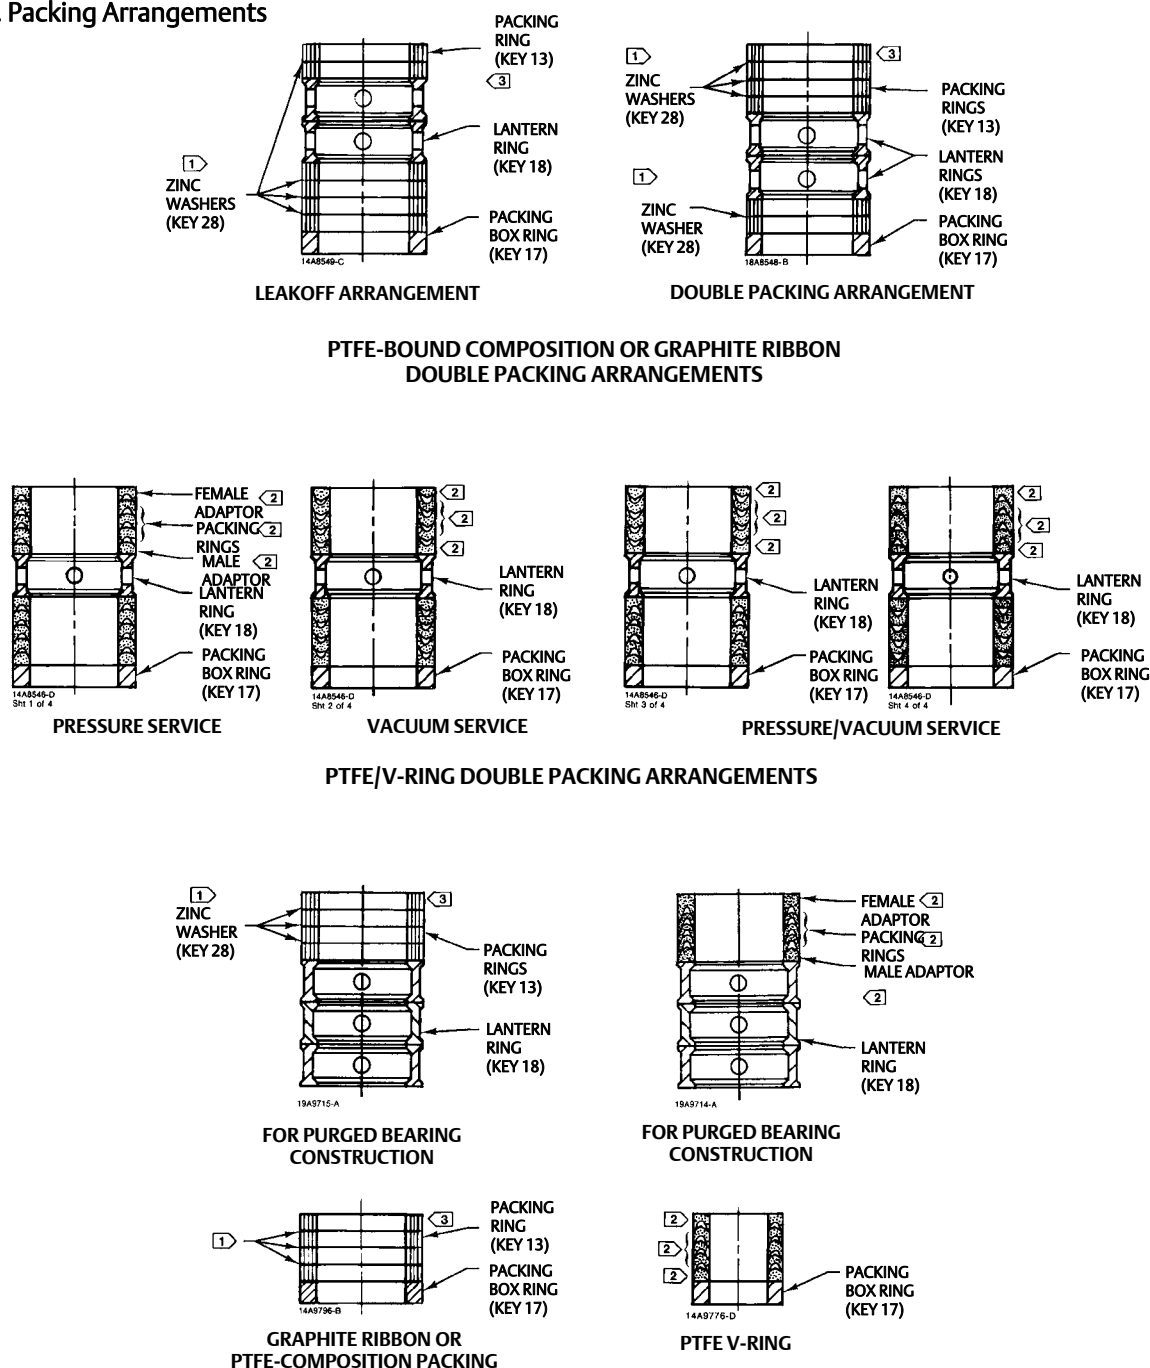 . Packing Arrangements
PACKING
RING
(KEY 13)
3
LANTERN
RING
(KEY 18)
1
ZINC
WASHERS
(KEY 28)
PACKING
BOX RING
(KEY 17)
14A8549-C
LEAKOFF ARRANGEMENT
1
ZINC
WASHERS
(KEY 28)
3
PACKING
RINGS
(KEY 13)
LANTERN
RINGS
(KEY 18)
1
ZINC
WASHER
(KEY 28)
PACKING
BOX RING
(KEY 17)
18A8548-B
DOUBLE PACKING ARRANGEMENT
PTFE-BOUND COMPOSITION OR GRAPHITE RIBBON
DOUBLE PACKING ARRANGEMENTS
FEMALE 2
ADAPTOR
PACKING 2
RINGS
MALE 2
ADAPTOR
LANTERN
RING
(KEY 18)
PACKING
BOX RING
(KEY 17)
14A8546-D
Sht 1 of 4
PRESSURE SERVICE
2
2
2
LANTERN
RING
(KEY 18)
PACKING
BOX RING
(KEY 17)
14A8546-D
Sht 2 of 4
VACUUM SERVICE
2
2
2
LANTERN
RING
(KEY 18)
PACKING
BOX RING
(KEY 17)
14A8546-D
Sht 3 of 4
2
2
2
LANTERN
RING
(KEY 18)
PACKING
BOX RING
(KEY 17)
14A8546-D
Sht 4 of 4
PRESSURE/VACUUM SERVICE
PTFE/V-RING DOUBLE PACKING ARRANGEMENTS
1
ZINC
WASHER
(KEY 28)
3
PACKING
RINGS
(KEY 13)
LANTERN
RING
(KEY 18)
19A9715-A
FOR PURGED BEARING
CONSTRUCTION
FEMALE 2
ADAPTOR
PACKING 2
RINGS
MALE ADAPTOR
2
LANTERN
RING
(KEY 18)
19A9714-A
FOR PURGED BEARING
CONSTRUCTION
1
3
PACKING
RING
(KEY 13)
PACKING
BOX RING
(KEY 17)
14A9796-B
GRAPHITE RIBBON OR
PTFE-COMPOSITION PACKING
2
2
2
PACKING
BOX RING
(KEY 17)
14A9776-D
PTFE V-RING